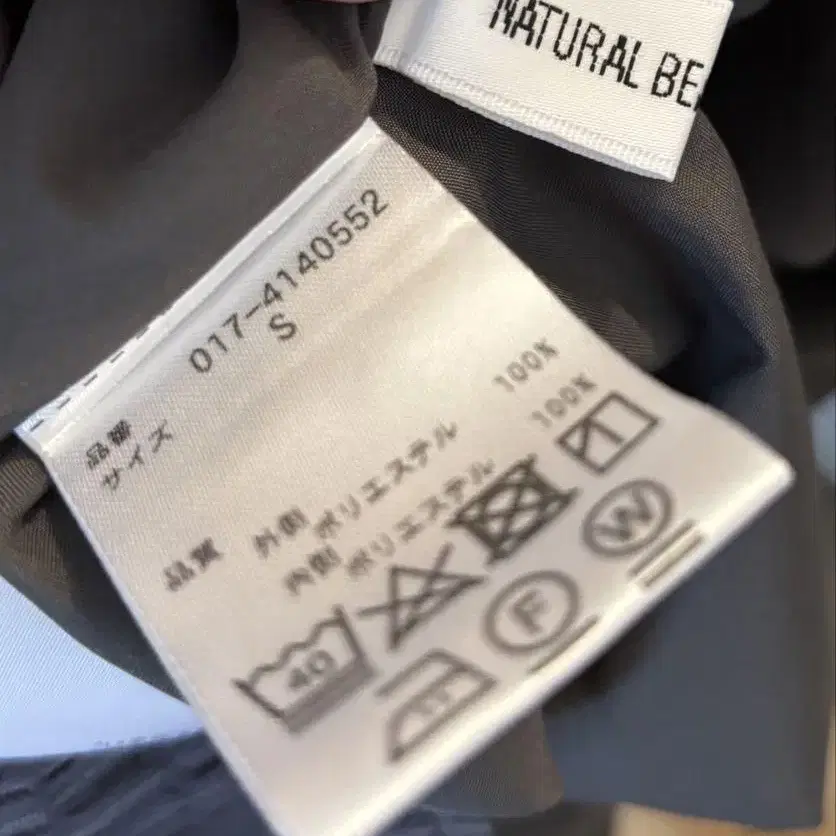 NATURAL BE
品番 017-4140552
サイズ S
品質 外側 ポリエステル 100%
内側 ポリエステル 100%
40
F
W